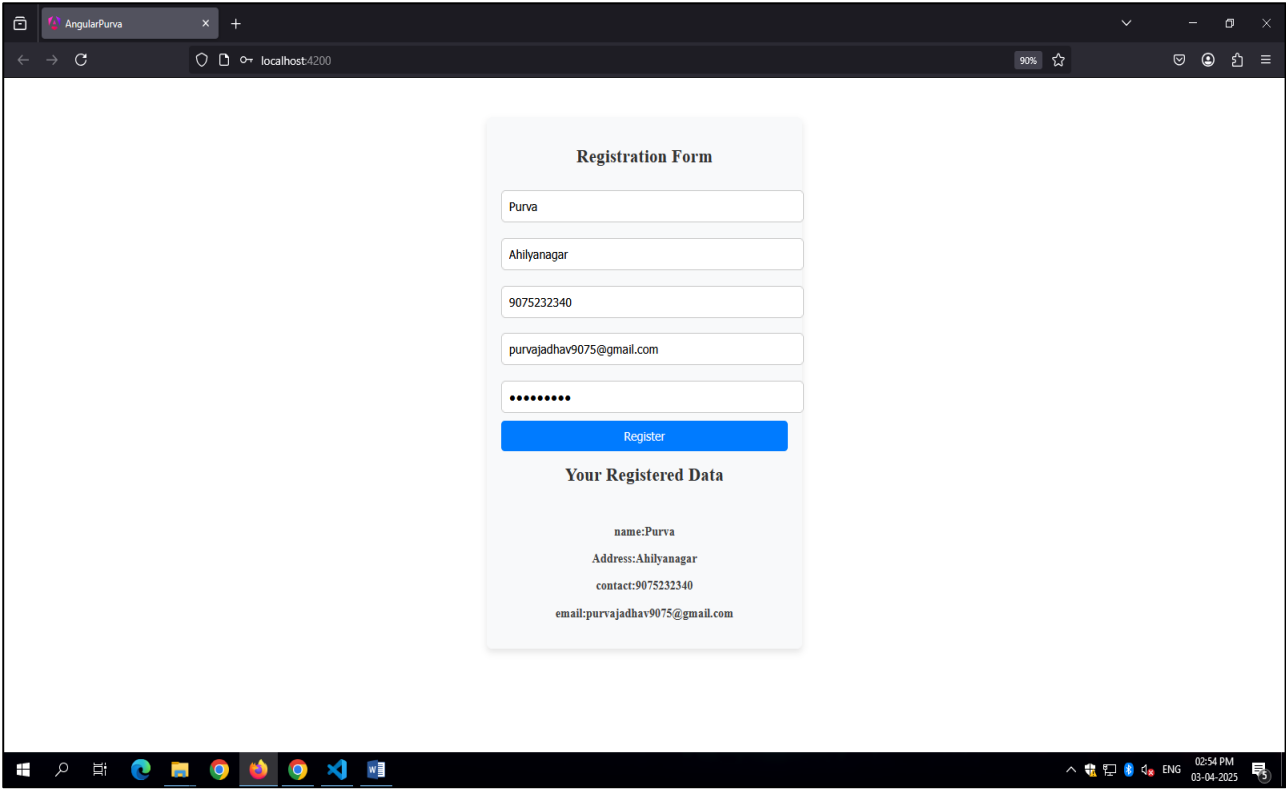 AngularPurva
localhost:4200
90%
Registration Form
Purva
Ahilyanagar
9075232340
purvajadhav9075@gmail.com
•••••••••
Register
Your Registered Data
name:Purva
Address:Ahilyanagar
contact:9075232340
email:purvajadhav9075@gmail.com
ENG
02:54 PM
03-04-2025
5